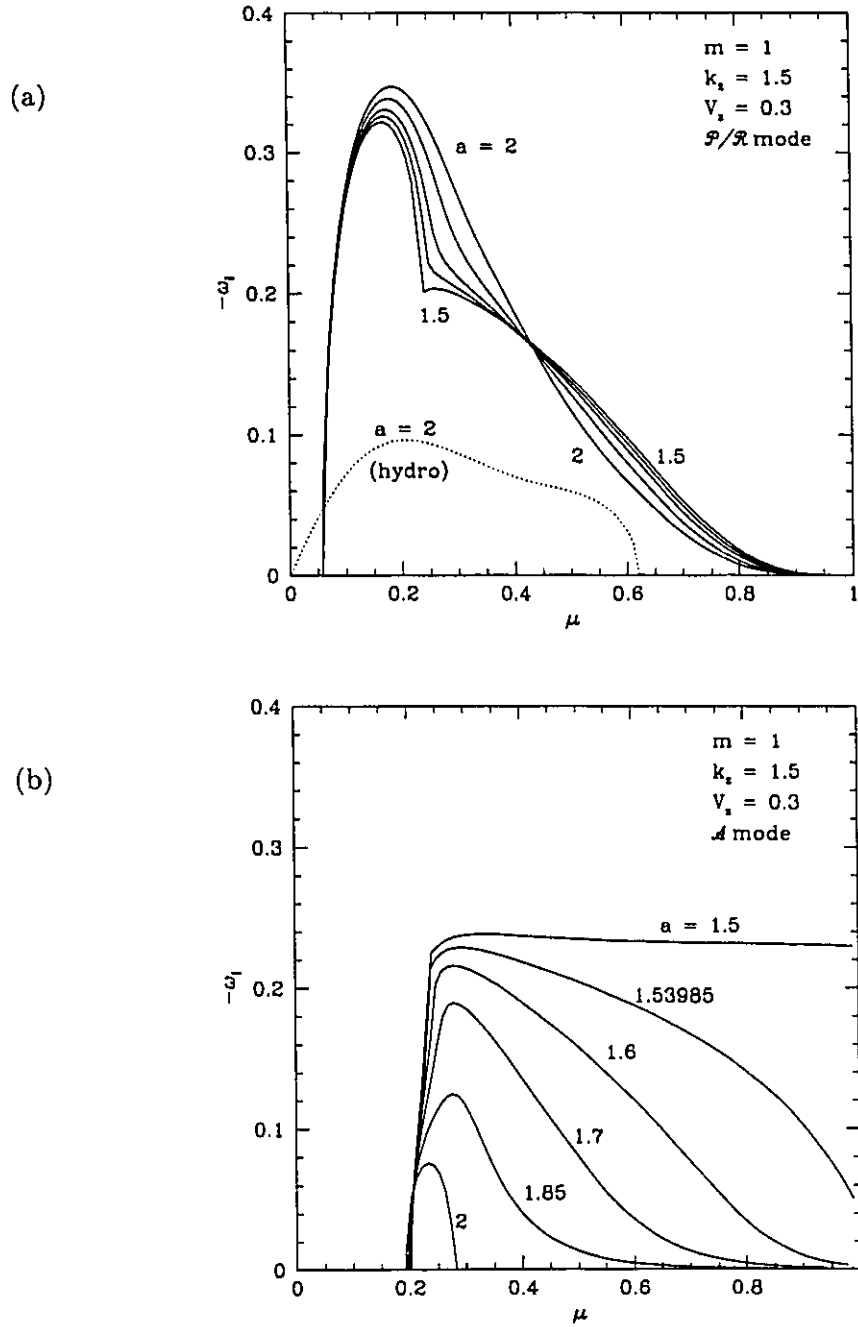 (a)
0.4
0.3
0.2
0.1
0
-ω_I
m = 1
k_z = 1.5
V_z = 0.3
𝒫/ℛ mode
a = 2
1.5
a = 2
(hydro)
2
1.5
0
0.2
0.4
0.6
0.8
1
μ
(b)
0.4
0.3
0.2
0.1
0
-ω_I
m = 1
k_z = 1.5
V_z = 0.3
𝒜 mode
a = 1.5
1.53985
1.6
1.7
1.85
2
0
0.2
0.4
0.6
0.8
μ